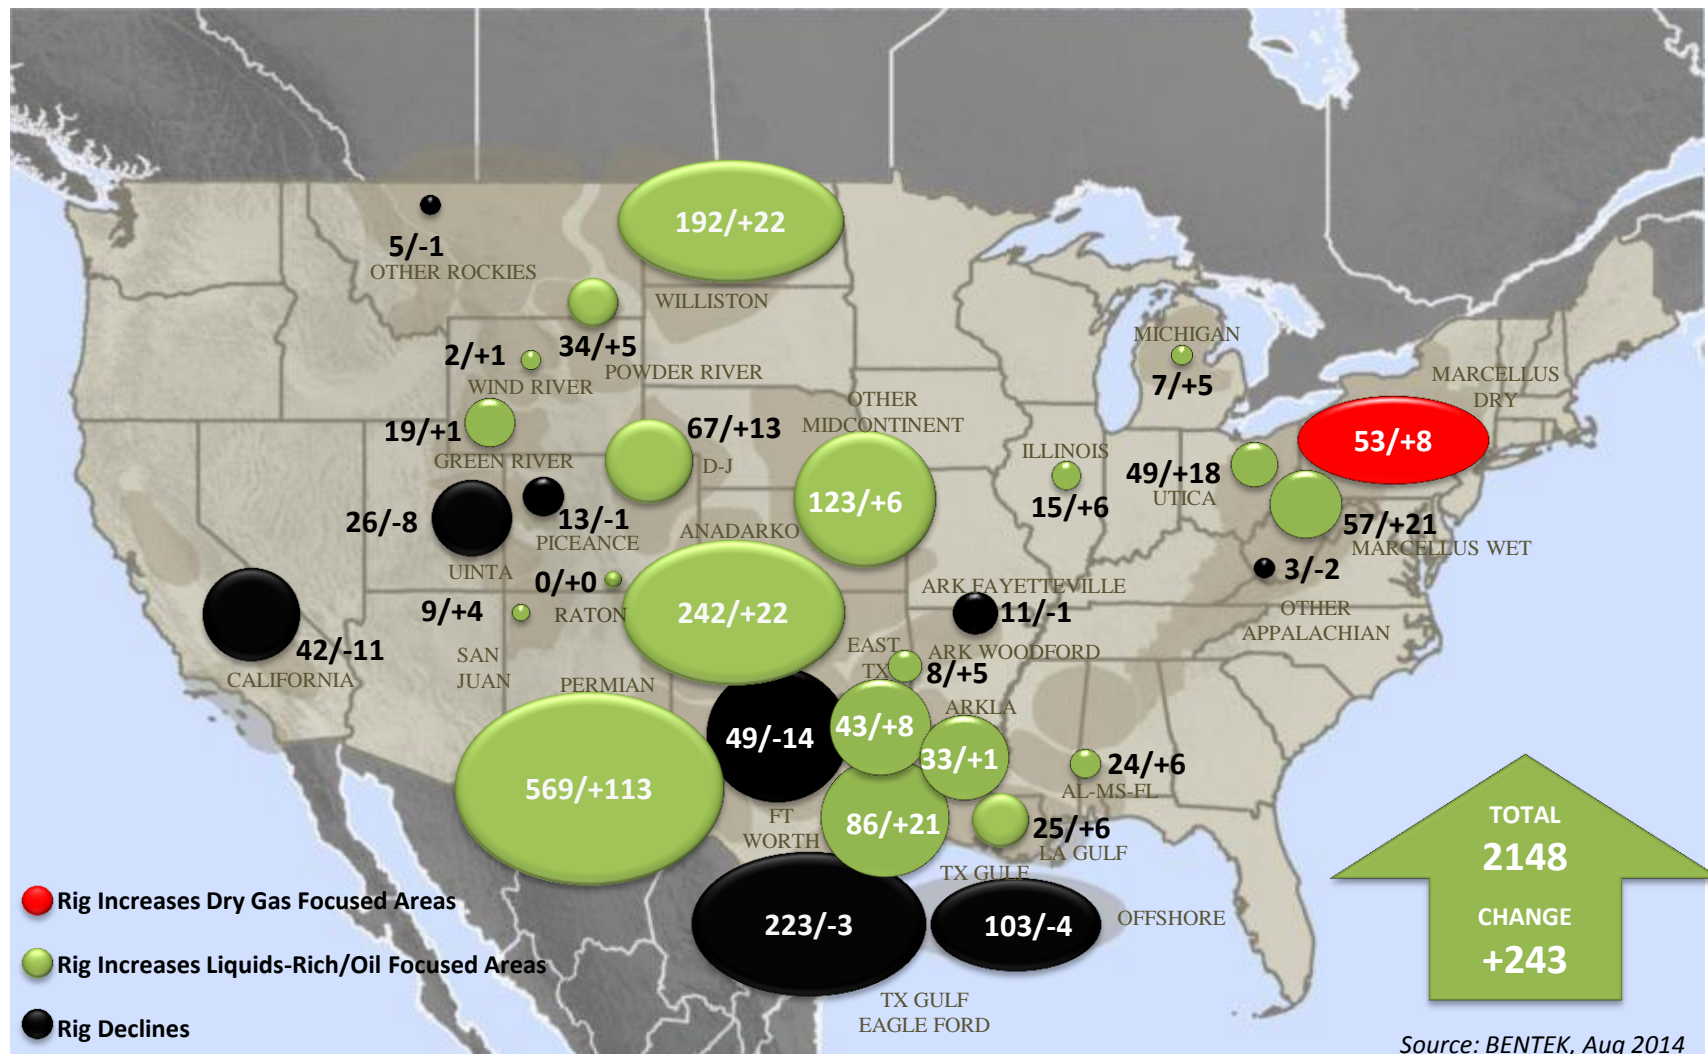 192/+22
WILLISTON
5/-1
OTHER ROCKIES
34/+5
POWDER RIVER
2/+1
WIND RIVER
MICHIGAN
7/+5
MARCELLUS
DRY
53/+8
19/+1
GREEN RIVER
67/+13
D-J
OTHER
MIDCONTINENT
123/+6
ILLINOIS
15/+6
49/+18
UTICA
57/+21
MARCELLUS WET
26/-8
UINTA
13/-1
PICEANCE
ANADARKO
242/+22
0/+0
RATON
9/+4
SAN
JUAN
3/-2
OTHER
APPALACHIAN
ARK FAYETTEVILLE
11/-1
42/-11
CALIFORNIA
EAST
TX
ARK WOODFORD
8/+5
PERMIAN
569/+113
49/-14
FT
WORTH
43/+8
ARKLA
33/+1
24/+6
AL-MS-FL
86/+21
TX GULF
25/+6
LA GULF
223/-3
TX GULF
EAGLE FORD
103/-4
OFFSHORE
TOTAL
2148
CHANGE
+243
Rig Increases Dry Gas Focused Areas
Rig Increases Liquids-Rich/Oil Focused Areas
Rig Declines
Source: BENTEK, Aug 2014